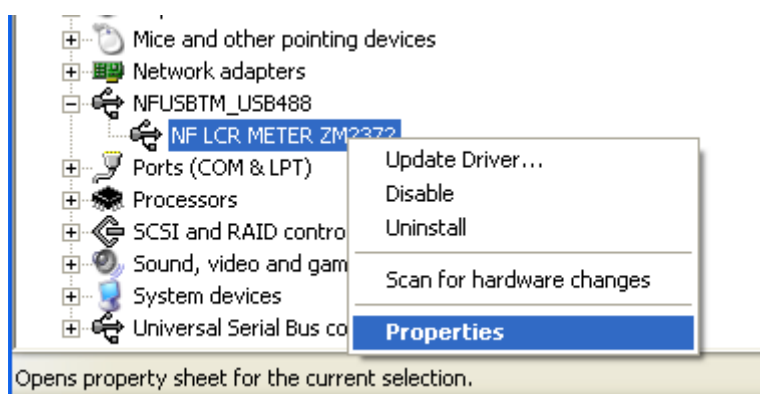 Mice and other pointing devices
Network adapters
NFUSBTM_USB488
NF LCR METER ZM2372
Ports (COM & LPT)
Processors
SCSI and RAID contro
Sound, video and gam
System devices
Universal Serial Bus co
Update Driver...
Disable
Uninstall
Scan for hardware changes
Properties
Opens property sheet for the current selection.